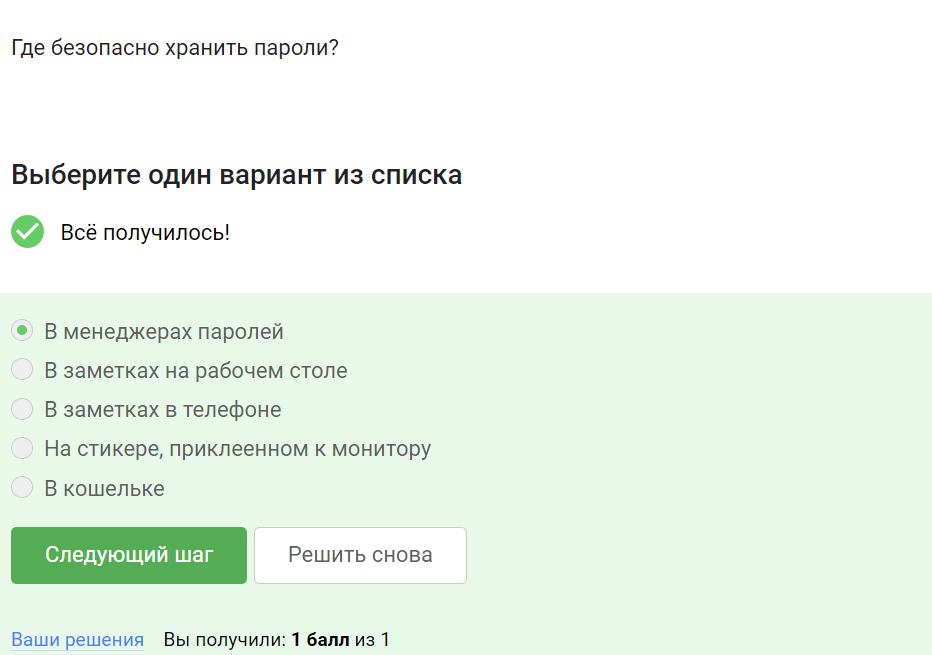 Где безопасно хранить пароли?
Выберите один вариант из списка
Всё получилось!
В менеджерах паролей
В заметках на рабочем столе
В заметках в телефоне
На стикере, приклеенном к монитору
В кошельке
Следующий шаг Решить снова
Ваши решения Вы получили: 1 балл из 1